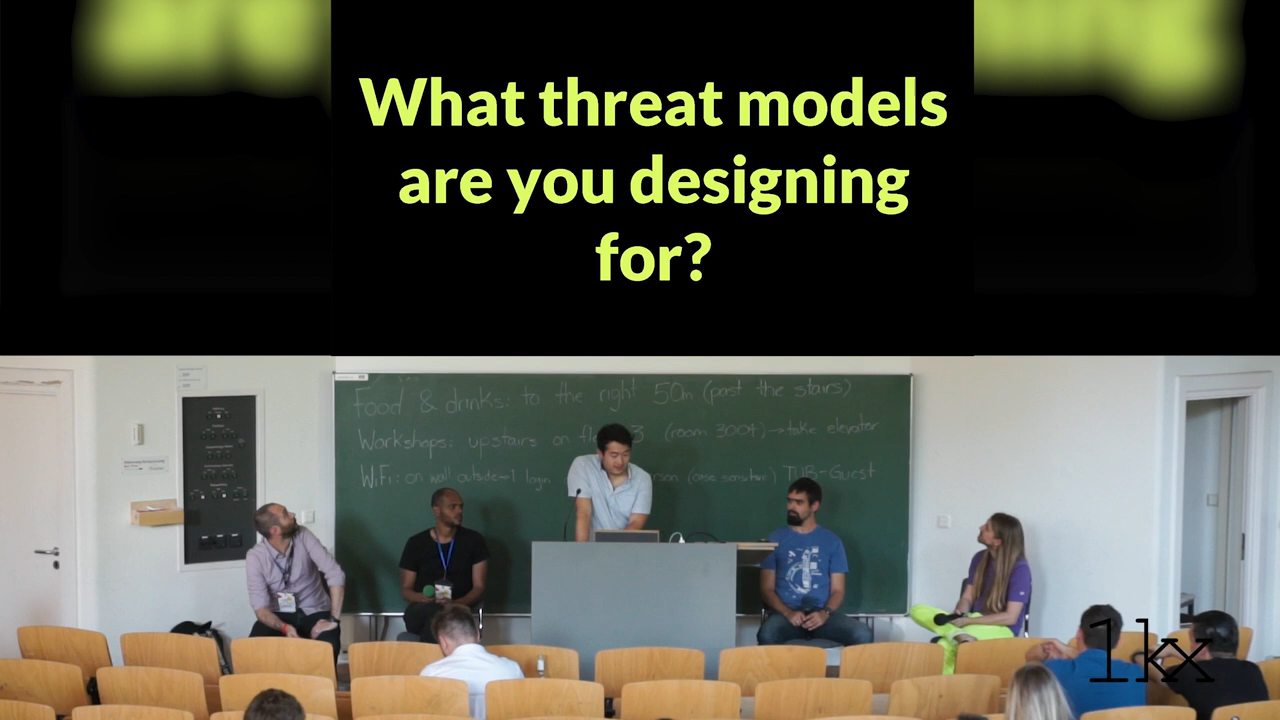 What threat models
are you designing
for?
Food & drinks: to the right 50m (past the stairs)
Workshops: upstairs on 3 (room 3004)→take elevator
WiFi: on wall outside→1 login (case sensitive) TUB-Guest
1kx